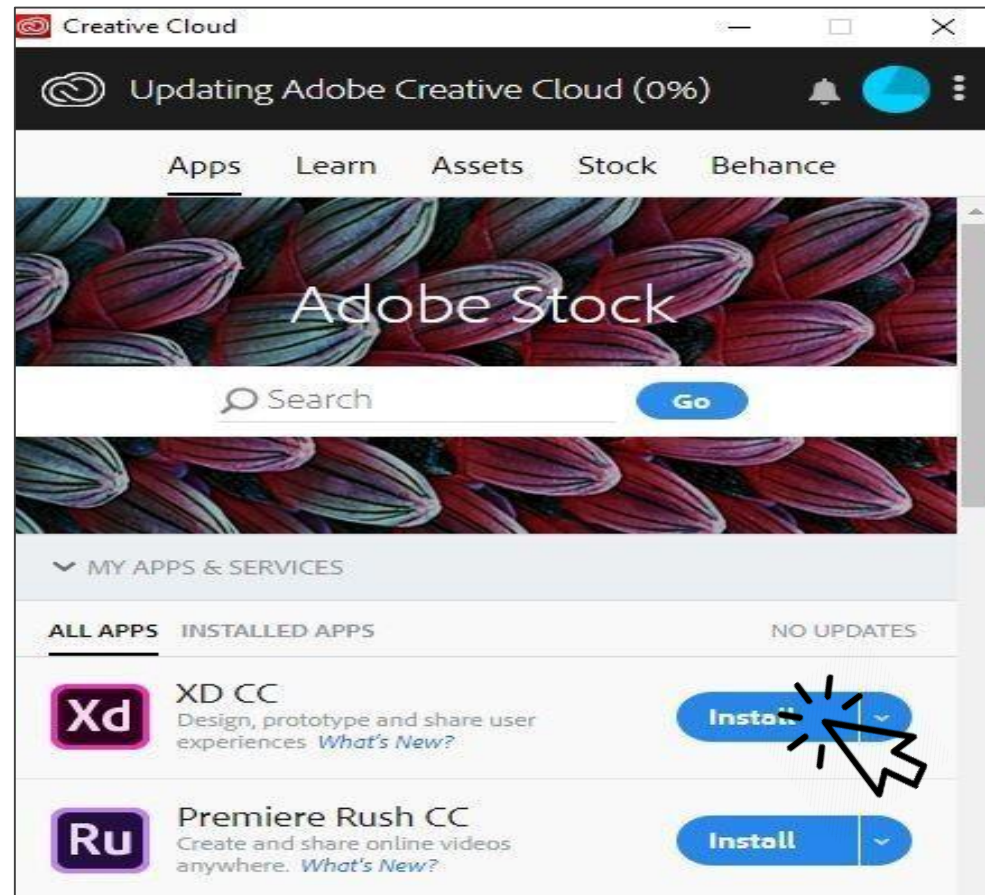 Creative Cloud
Updating Adobe Creative Cloud (0%)
Apps Learn Assets Stock Behance
Adobe Stock
Search Go
MY APPS & SERVICES
ALL APPS INSTALLED APPS NO UPDATES
Xd XD CC Install
Design, prototype and share user
experiences What's New?
Ru Premiere Rush CC Install
Create and share online videos
anywhere. What's New?